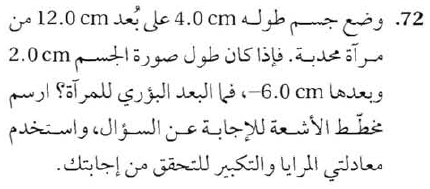 72. وضع جسم طوله 4.0 cm على بُعد 12.0 cm من
مرآة محدبة. فإذا كان طول صورة الجسم 2.0 cm
وبعدها 6.0 cm-، فما البعد البؤري للمرآة؟ ارسم
مخطّط الأشعة للإجابة عن السؤال، واستخدم
معادلتي المرايا والتكبير للتحقق من إجابتك.